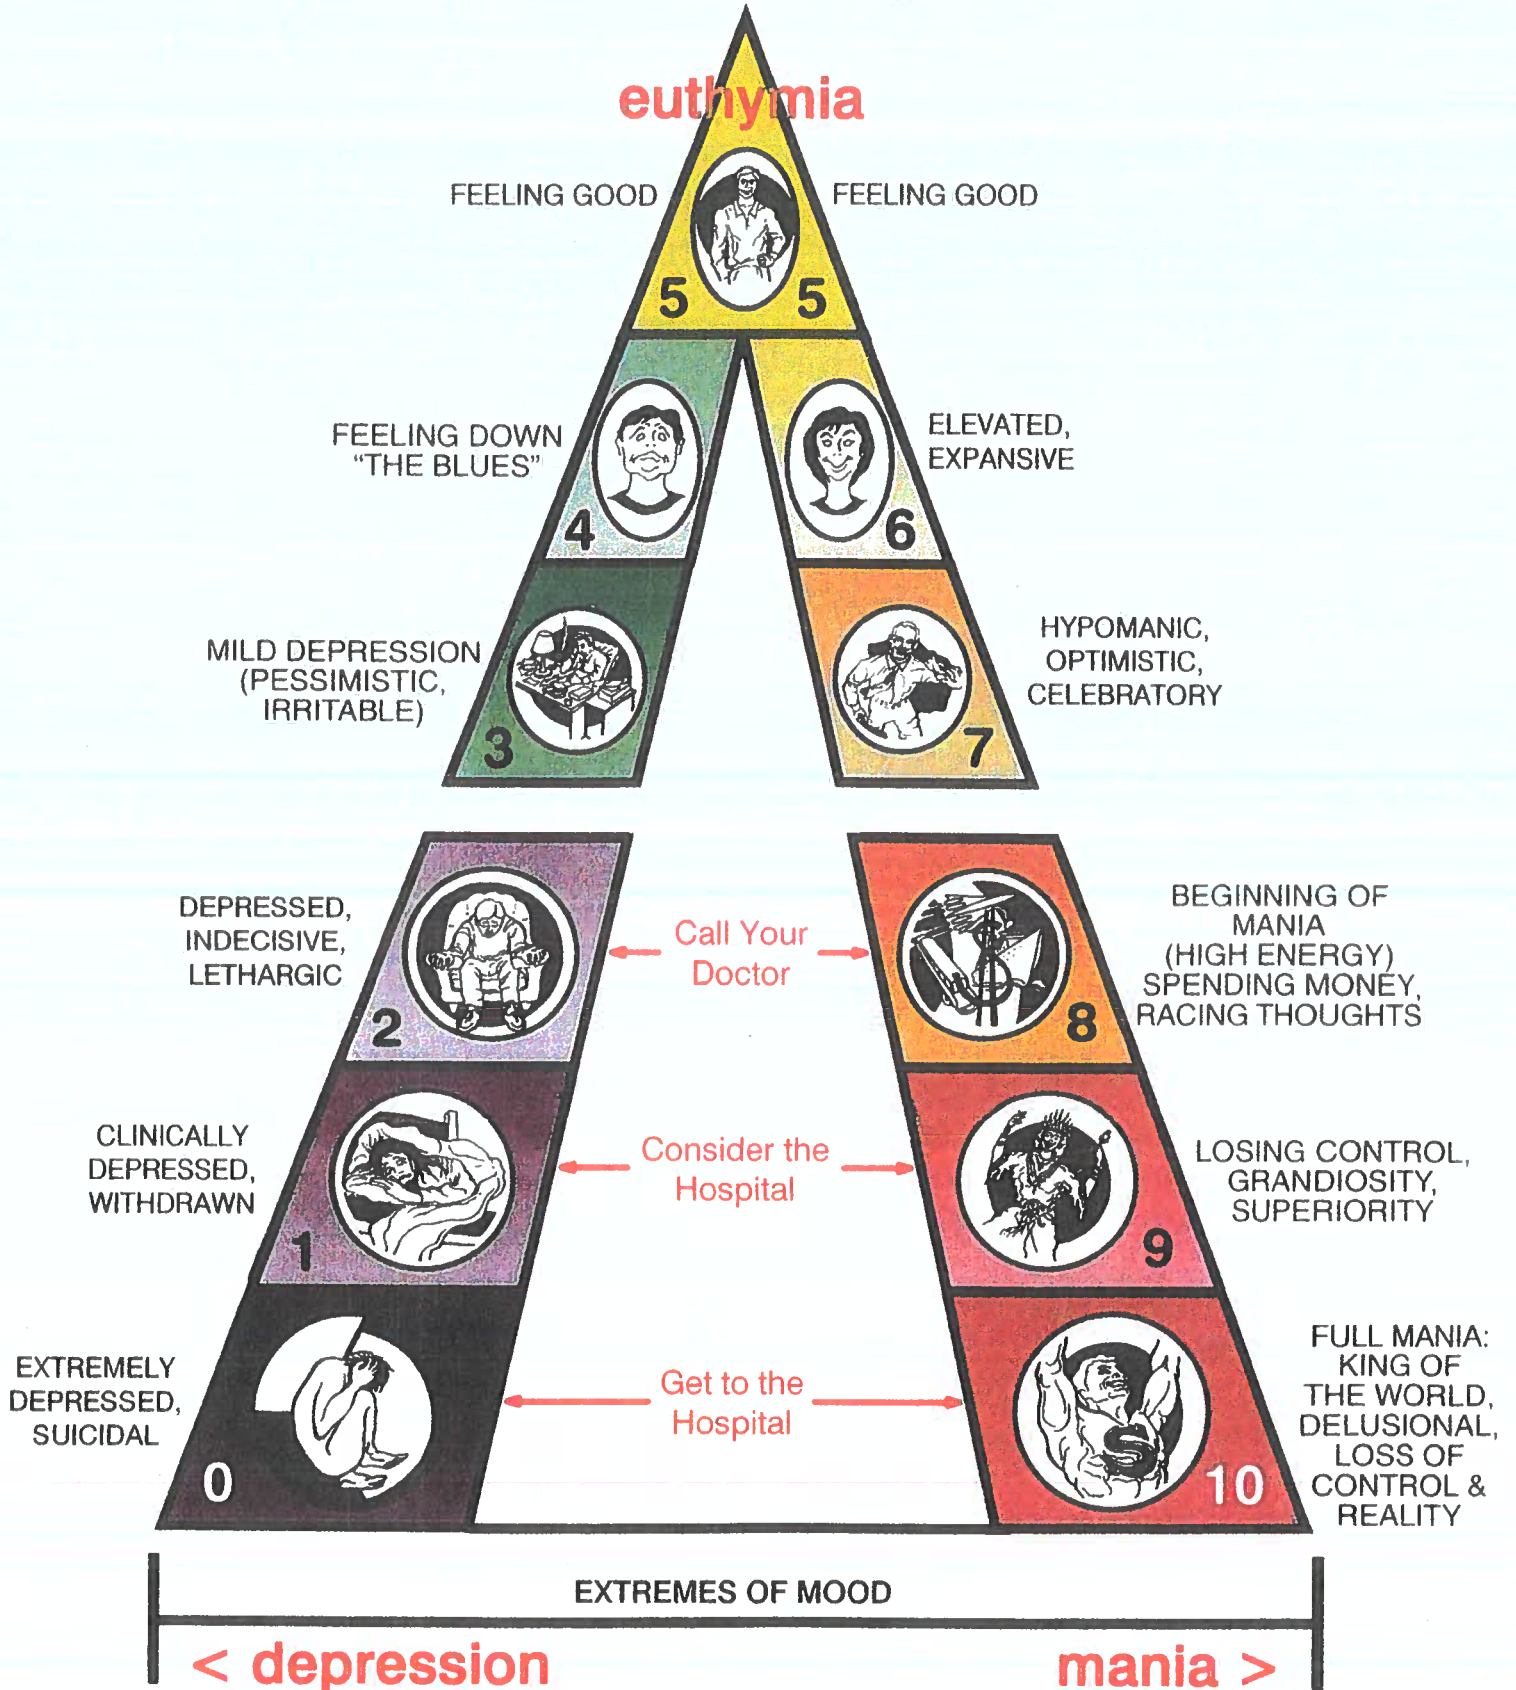 euthymia
FEELING GOOD
FEELING GOOD
5
5
FEELING DOWN
“THE BLUES”
4
ELEVATED,
EXPANSIVE
6
MILD DEPRESSION
(PESSIMISTIC,
IRRITABLE)
3
HYPOMANIC,
OPTIMISTIC,
CELEBRATORY
7
DEPRESSED,
INDECISIVE,
LETHARGIC
2
Call Your
Doctor
BEGINNING OF
MANIA
(HIGH ENERGY)
SPENDING MONEY,
RACING THOUGHTS
8
CLINICALLY
DEPRESSED,
WITHDRAWN
1
Consider the
Hospital
LOSING CONTROL,
GRANDIOSITY,
SUPERIORITY
9
EXTREMELY
DEPRESSED,
SUICIDAL
0
Get to the
Hospital
S
10
FULL MANIA:
KING OF
THE WORLD,
DELUSIONAL,
LOSS OF
CONTROL &
REALITY
EXTREMES OF MOOD
< depression
mania >